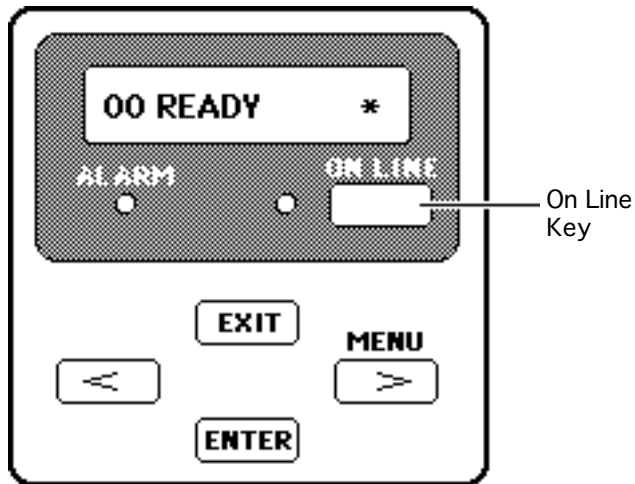 00 READY *
ALARM
ON LINE
On Line
Key
EXIT
MENU
<
>
ENTER